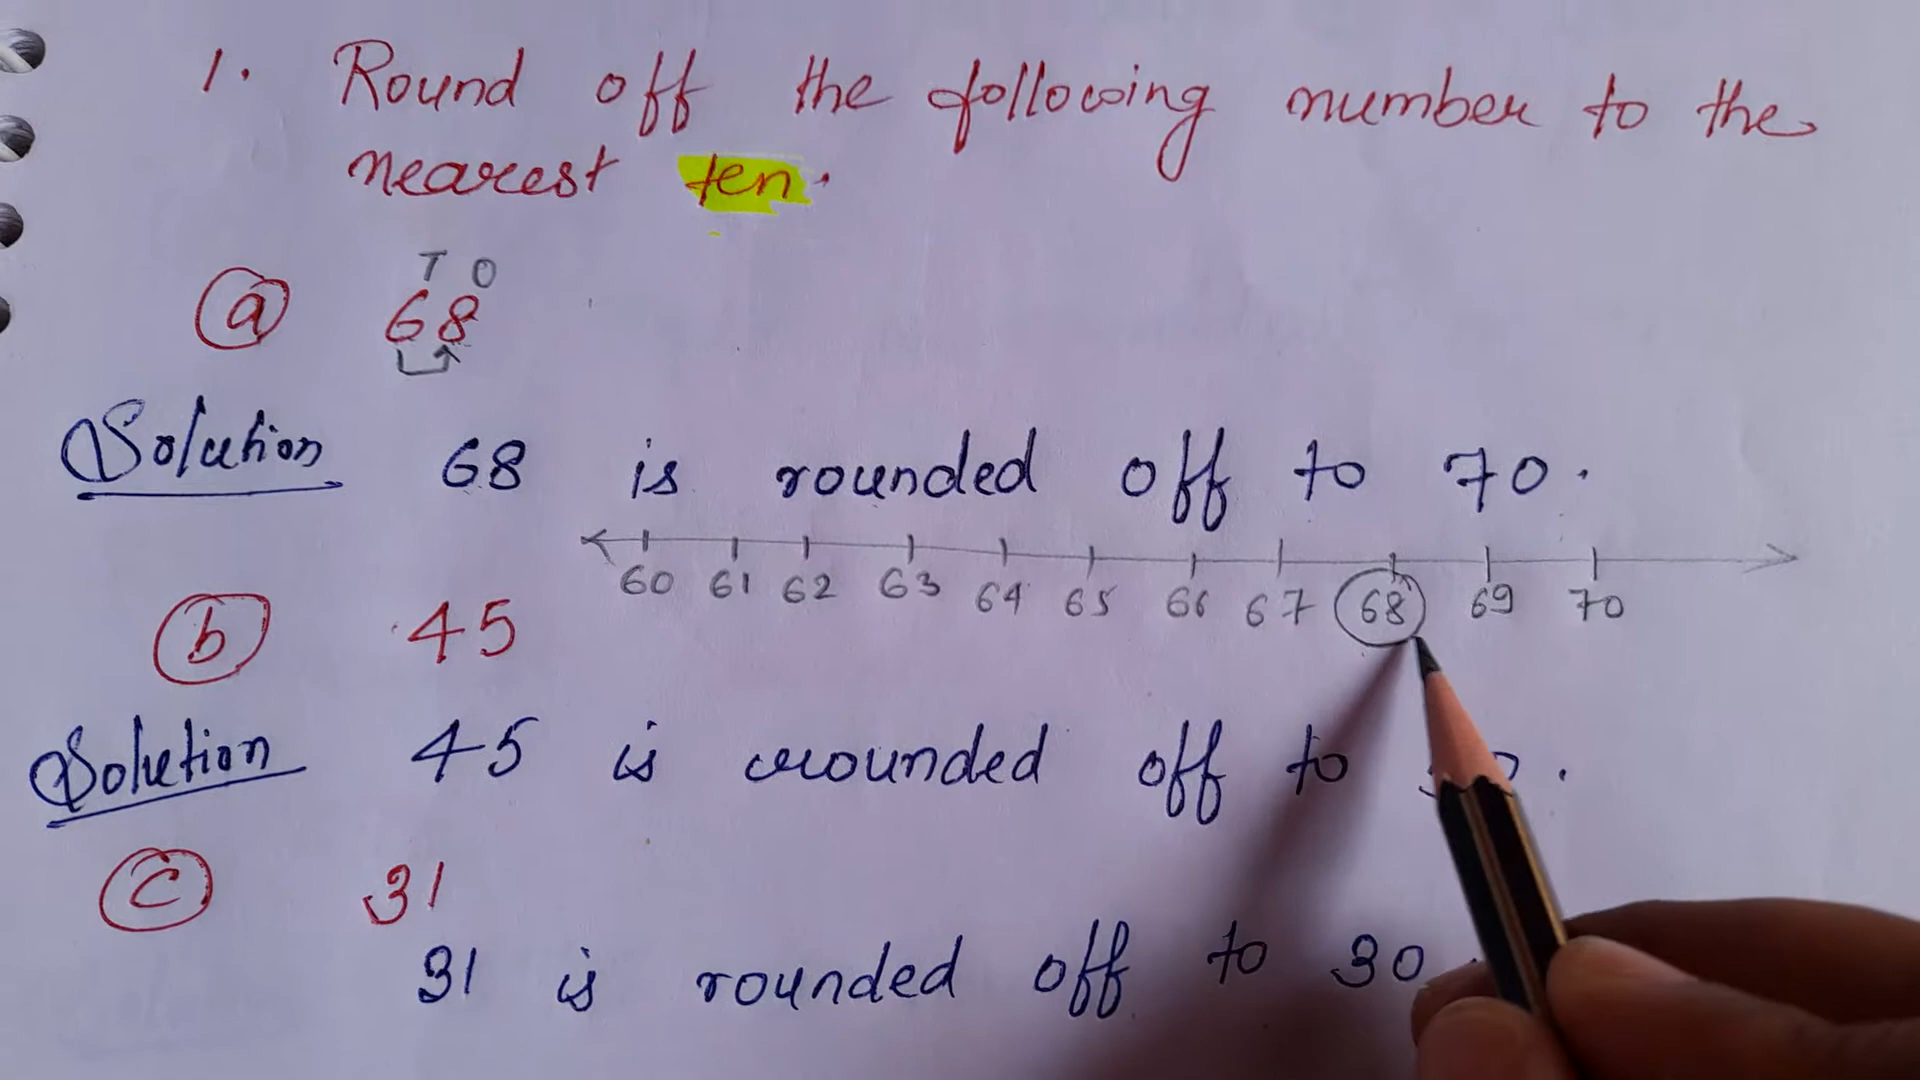 1. Round off the following number to the
nearest ten.
T O
a 68
Solution 68 is rounded off to 70.
60 61 62 63 64 65 66 67 68 69 70
b 45
Solution 45 is rounded off to
c 31
31 is rounded off to 30.